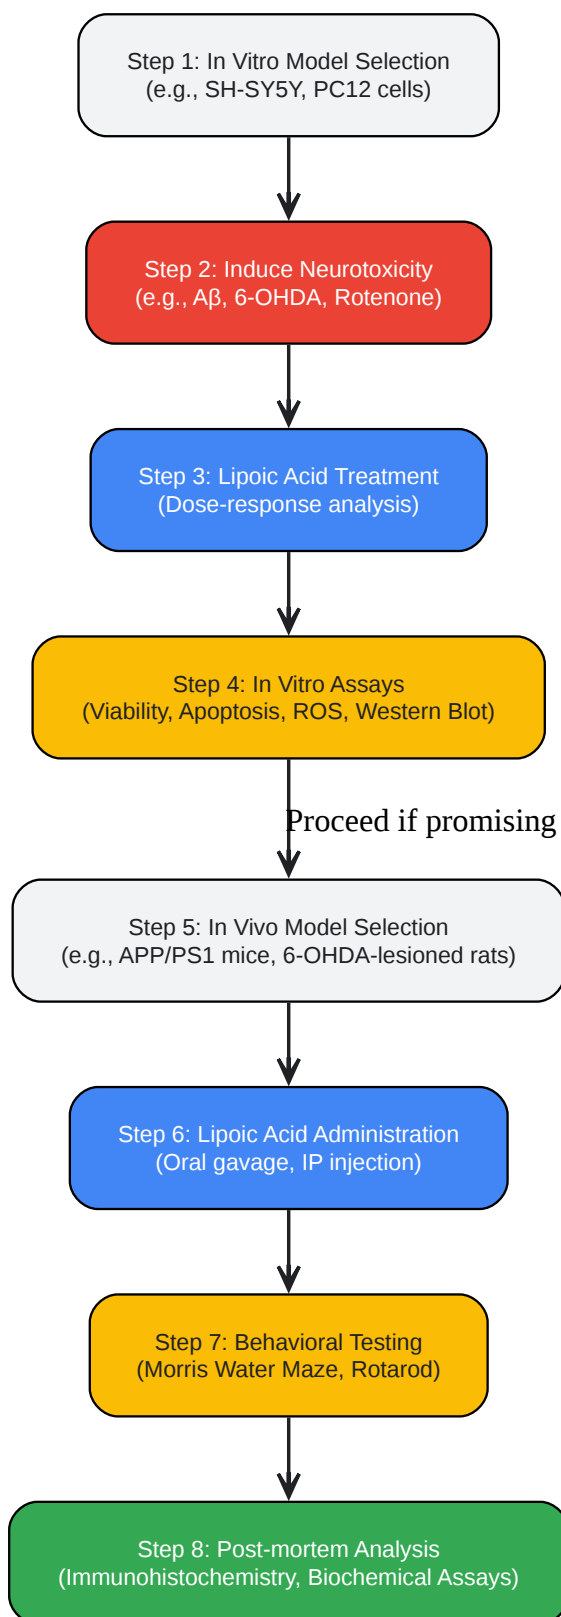 Step 1: In Vitro Model Selection
(e.g., SH-SY5Y, PC12 cells)
Step 2: Induce Neurotoxicity
(e.g., Aβ, 6-OHDA, Rotenone)
Step 3: Lipoic Acid Treatment
(Dose-response analysis)
Step 4: In Vitro Assays
(Viability, Apoptosis, ROS, Western Blot)
Proceed if promising
Step 5: In Vivo Model Selection
(e.g., APP/PS1 mice, 6-OHDA-lesioned rats)
Step 6: Lipoic Acid Administration
(Oral gavage, IP injection)
Step 7: Behavioral Testing
(Morris Water Maze, Rotarod)
Step 8: Post-mortem Analysis
(Immunohistochemistry, Biochemical Assays)